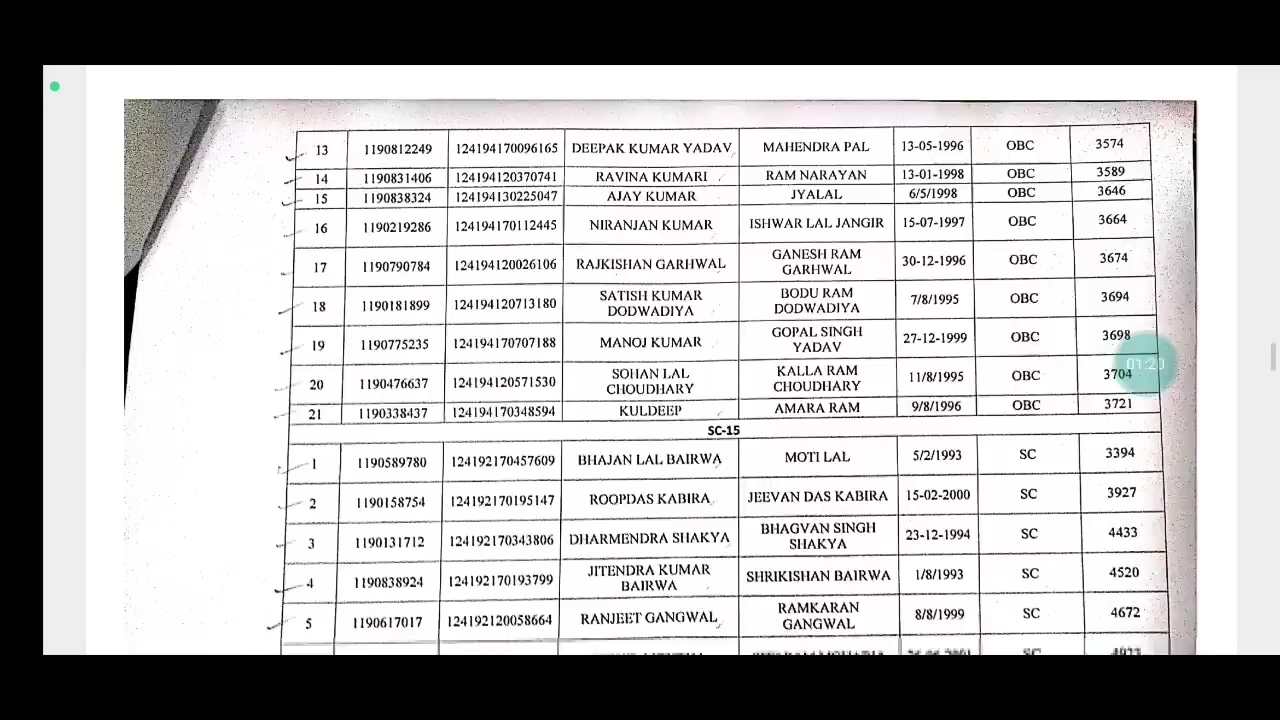 13 1190812249 124194170096165 DEEPAK KUMAR YADAV MAHENDRA PAL 13-05-1996 OBC 3574
14 1190831406 124194120370741 RAVINA KUMARI RAM NARAYAN 13-01-1998 OBC 3589
15 1190838324 124194130225047 AJAY KUMAR JYALAL 6/5/1998 OBC 3646
16 1190219286 124194170112445 NIRANJAN KUMAR ISHWAR LAL JANGIR 15-07-1997 OBC 3664
17 1190790784 124194120026106 RAJKISHAN GARHWAL GANESH RAM GARHWAL 30-12-1996 OBC 3674
18 1190181899 124194120713180 SATISH KUMAR DODWADIYA BODU RAM DODWADIYA 7/8/1995 OBC 3694
19 1190775235 124194170707188 MANOJ KUMAR GOPAL SINGH YADAV 27-12-1999 OBC 3698
20 1190476637 124194120571530 SOHAN LAL CHOUDHARY KALLA RAM CHOUDHARY 11/8/1995 OBC 3704
01:20
21 1190338437 124194170348594 KULDEEP AMARA RAM 9/8/1996 OBC 3721
SC-15
1 1190589780 124192170457609 BHAJAN LAL BAIRWA MOTI LAL 5/2/1993 SC 3394
2 1190158754 124192170195147 ROOPDAS KABIRA JEEVAN DAS KABIRA 15-02-2000 SC 3927
3 1190131712 124192170343806 DHARMENDRA SHAKYA BHAGVAN SINGH SHAKYA 23-12-1994 SC 4433
4 1190838924 124192170193799 JITENDRA KUMAR BAIRWA SHRIKISHAN BAIRWA 1/8/1993 SC 4520
5 1190617017 124192120058664 RANJEET GANGWAL RAMKARAN GANGWAL 8/8/1999 SC 4672
SC